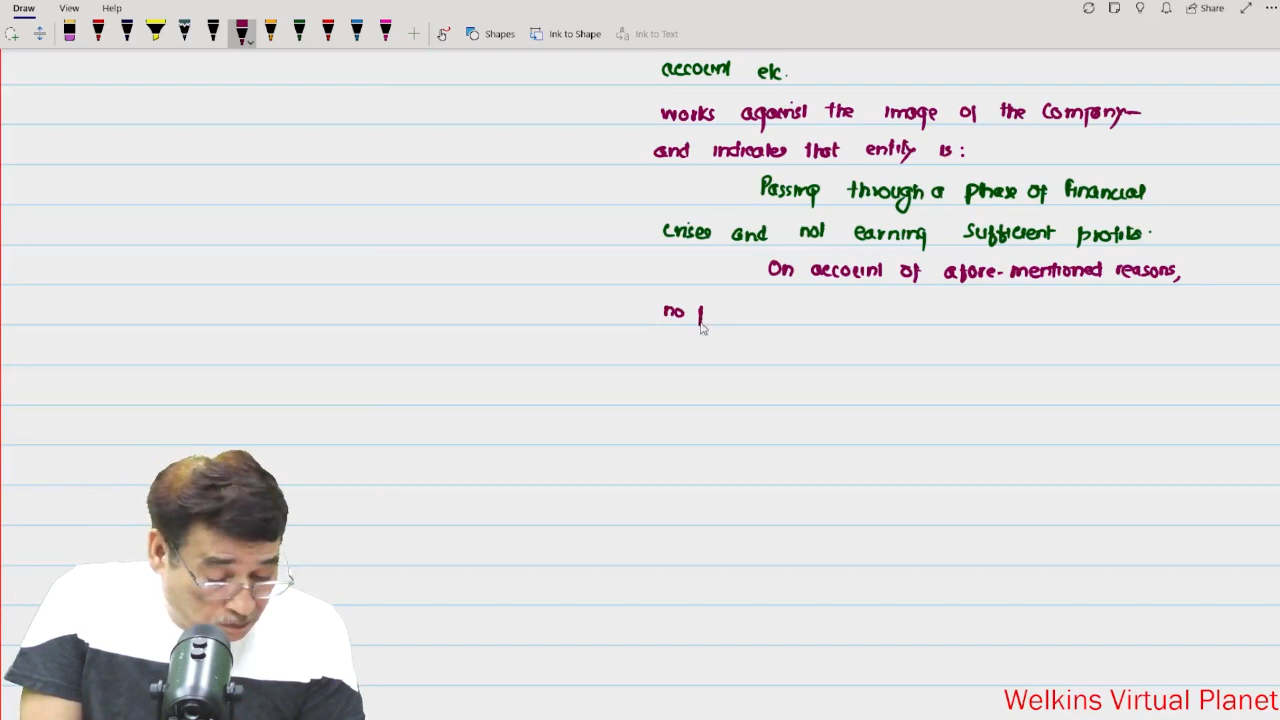 Draw View Help
Share
Shapes Ink to Shape Ink to Text
account etc.
works against the image of the Company
and indicates that entity is:
Passing through a phase of financial
crises and not earning sufficient profits.
On account of afore-mentioned reasons,
no
Welkins Virtual Planet